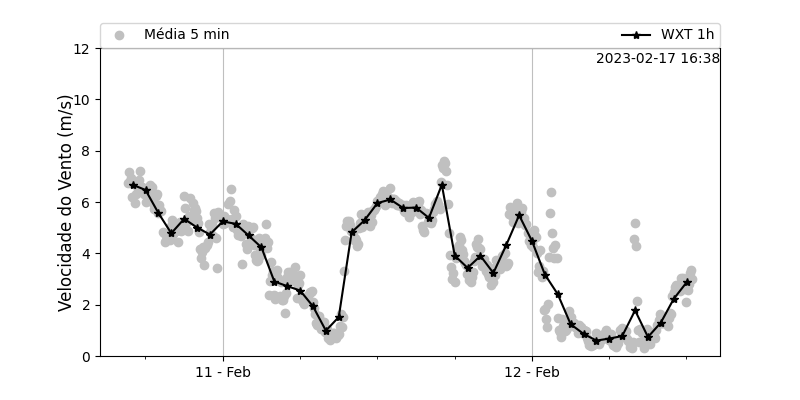 Média 5 min
WXT 1h
2023-02-17 16:38
Velocidade do Vento (m/s)
12
10
8
6
4
2
0
11 - Feb
12 - Feb